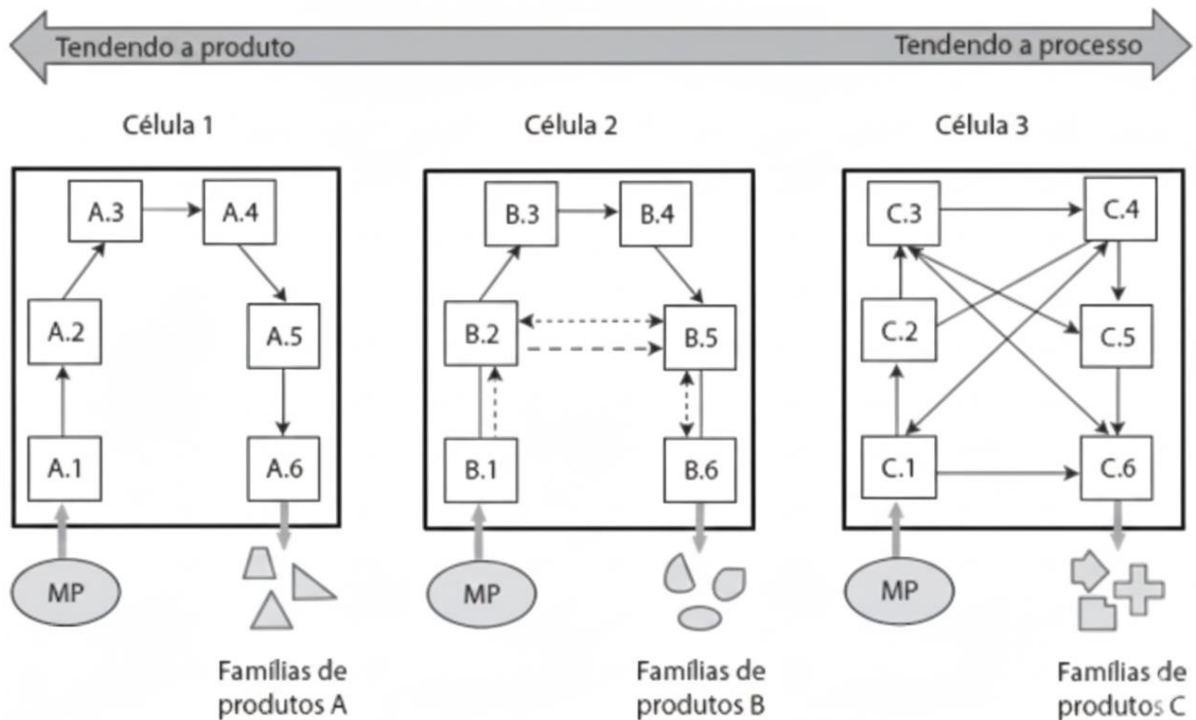 Tendendo a produto
Tendendo a processo
Célula 1
Célula 2
Célula 3
A.3
A.4
B.3
B.4
C.3
C.4
A.2
A.5
B.2
B.5
C.2
C.5
A.1
A.6
B.1
B.6
C.1
C.6
MP
MP
MP
Famílias de
produtos A
Famílias de
produtos B
Famílias de
produtos C